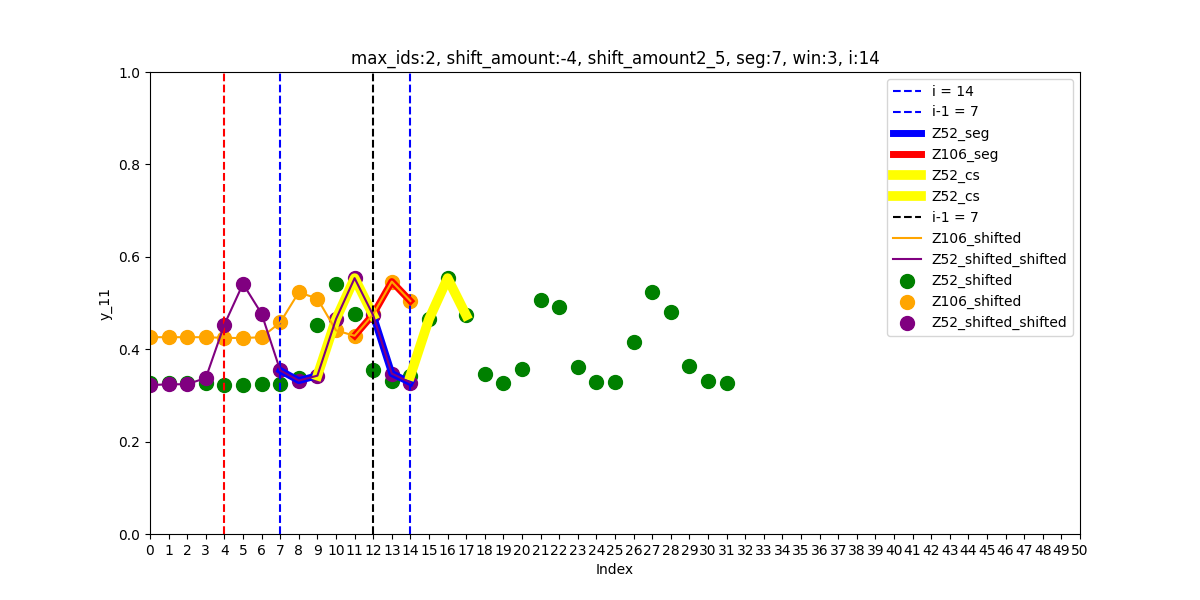 max_ids:2, shift_amount:-4, shift_amount2_5, seg:7, win:3, i:14
1.0
0.8
0.6
0.4
0.2
0.0
y_11
i = 14
i-1 = 7
Z52_seg
Z106_seg
Z52_cs
Z52_cs
i-1 = 7
Z106_shifted
Z52_shifted_shifted
Z52_shifted
Z106_shifted
Z52_shifted_shifted
0 1 2 3 4 5 6 7 8 9 10 11 12 13 14 15 16 17 18 19 20 21 22 23 24 25 26 27 28 29 30 31 32 33 34 35 36 37 38 39 40 41 42 43 44 45 46 47 48 49 50
Index